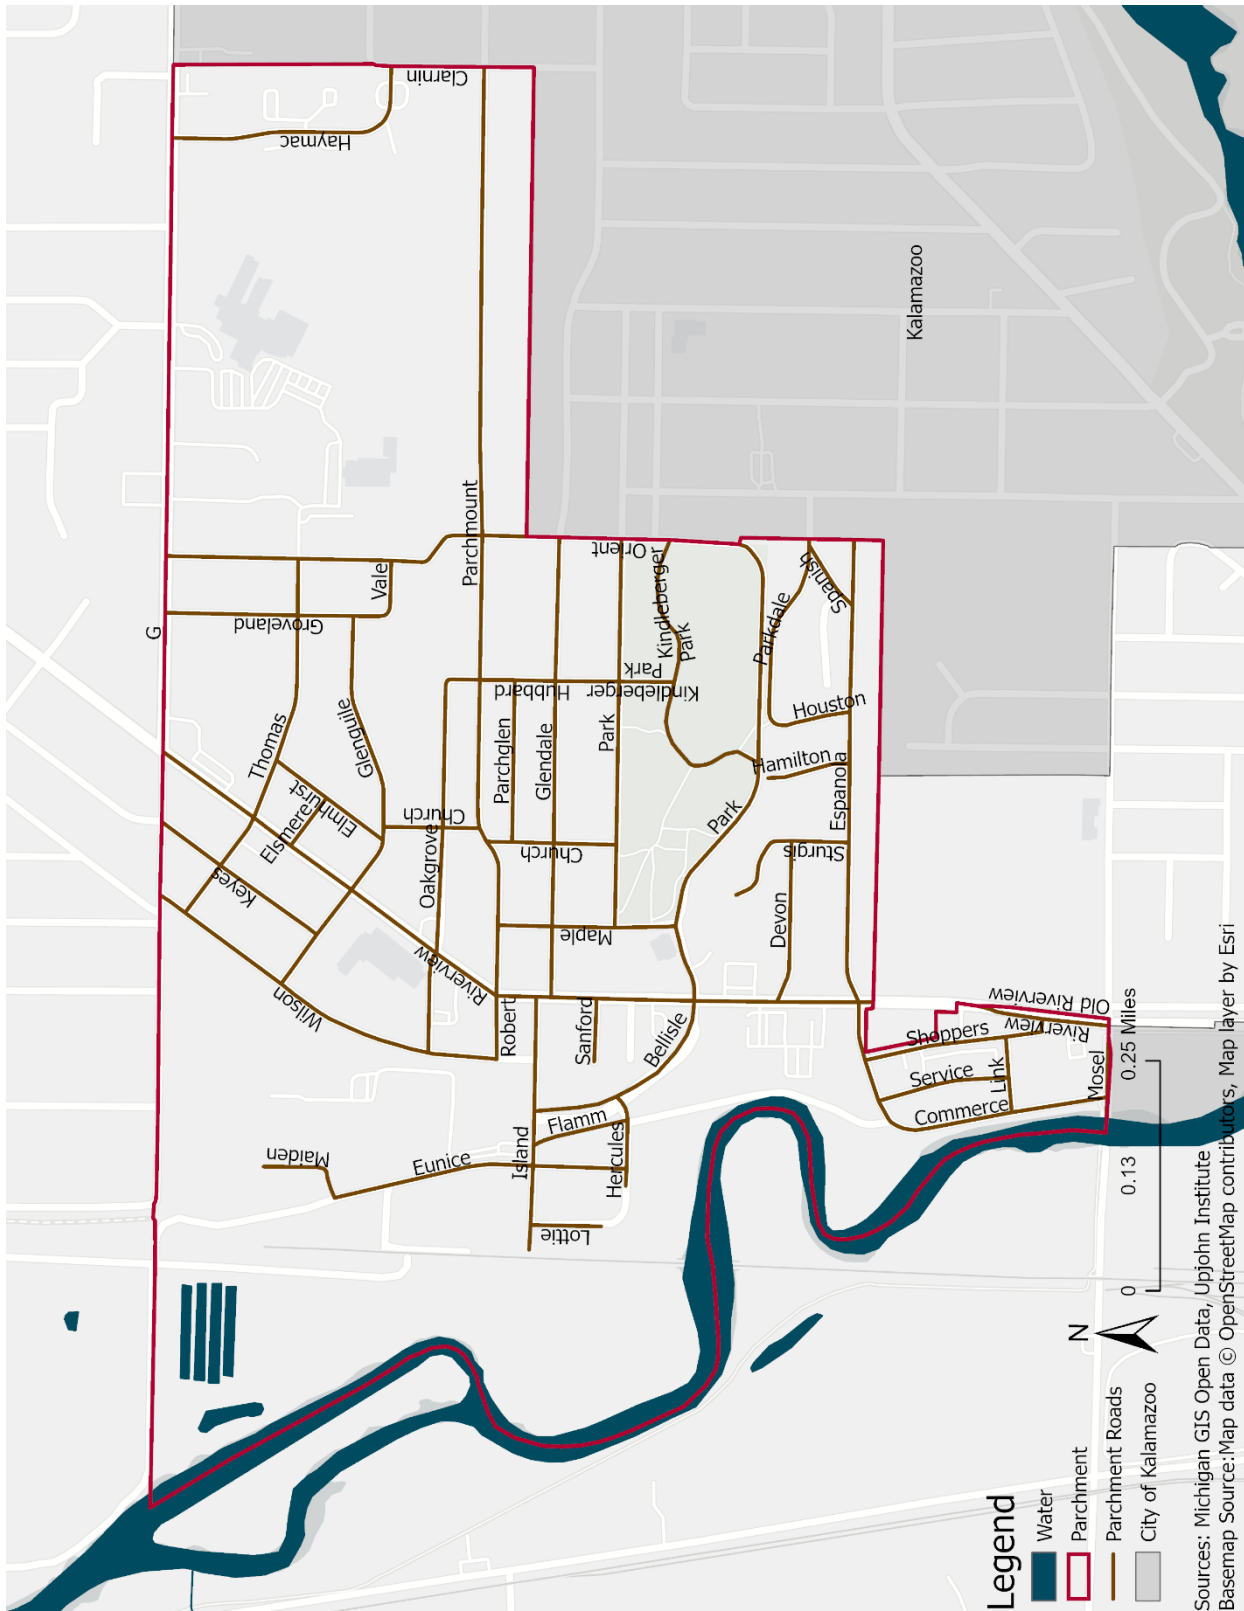 G
Haymac
Clarnin
Kalamazoo
Vale
Groveland
Parchmount
Orient
Kindleberger
Park
Park
Kindleberger
Hubbard
Parkdale
Spanish
Thomas
Glenguile
Elmhurst
Elsmere
Keyes
Church
Oakgrove
Parchglen
Glendale
Church
Park
Houston
Hamilton
Espanola
Park
Sturgis
Devon
Maple
Riverview
Wilson
Robert
Sanford
Bellisle
Old Riverview
Riverview
Shoppers
Service
Link
Commerce
Mosel
Maiden
Eunice
Island
Flamm
Hercules
Lottie
N
0 0.13 0.25 Miles
Legend
Water
Parchment
Parchment Roads
City of Kalamazoo
Sources: Michigan GIS Open Data, Upjohn Institute
Basemap Source:Map data © OpenStreetMap contributors, Map layer by Esri